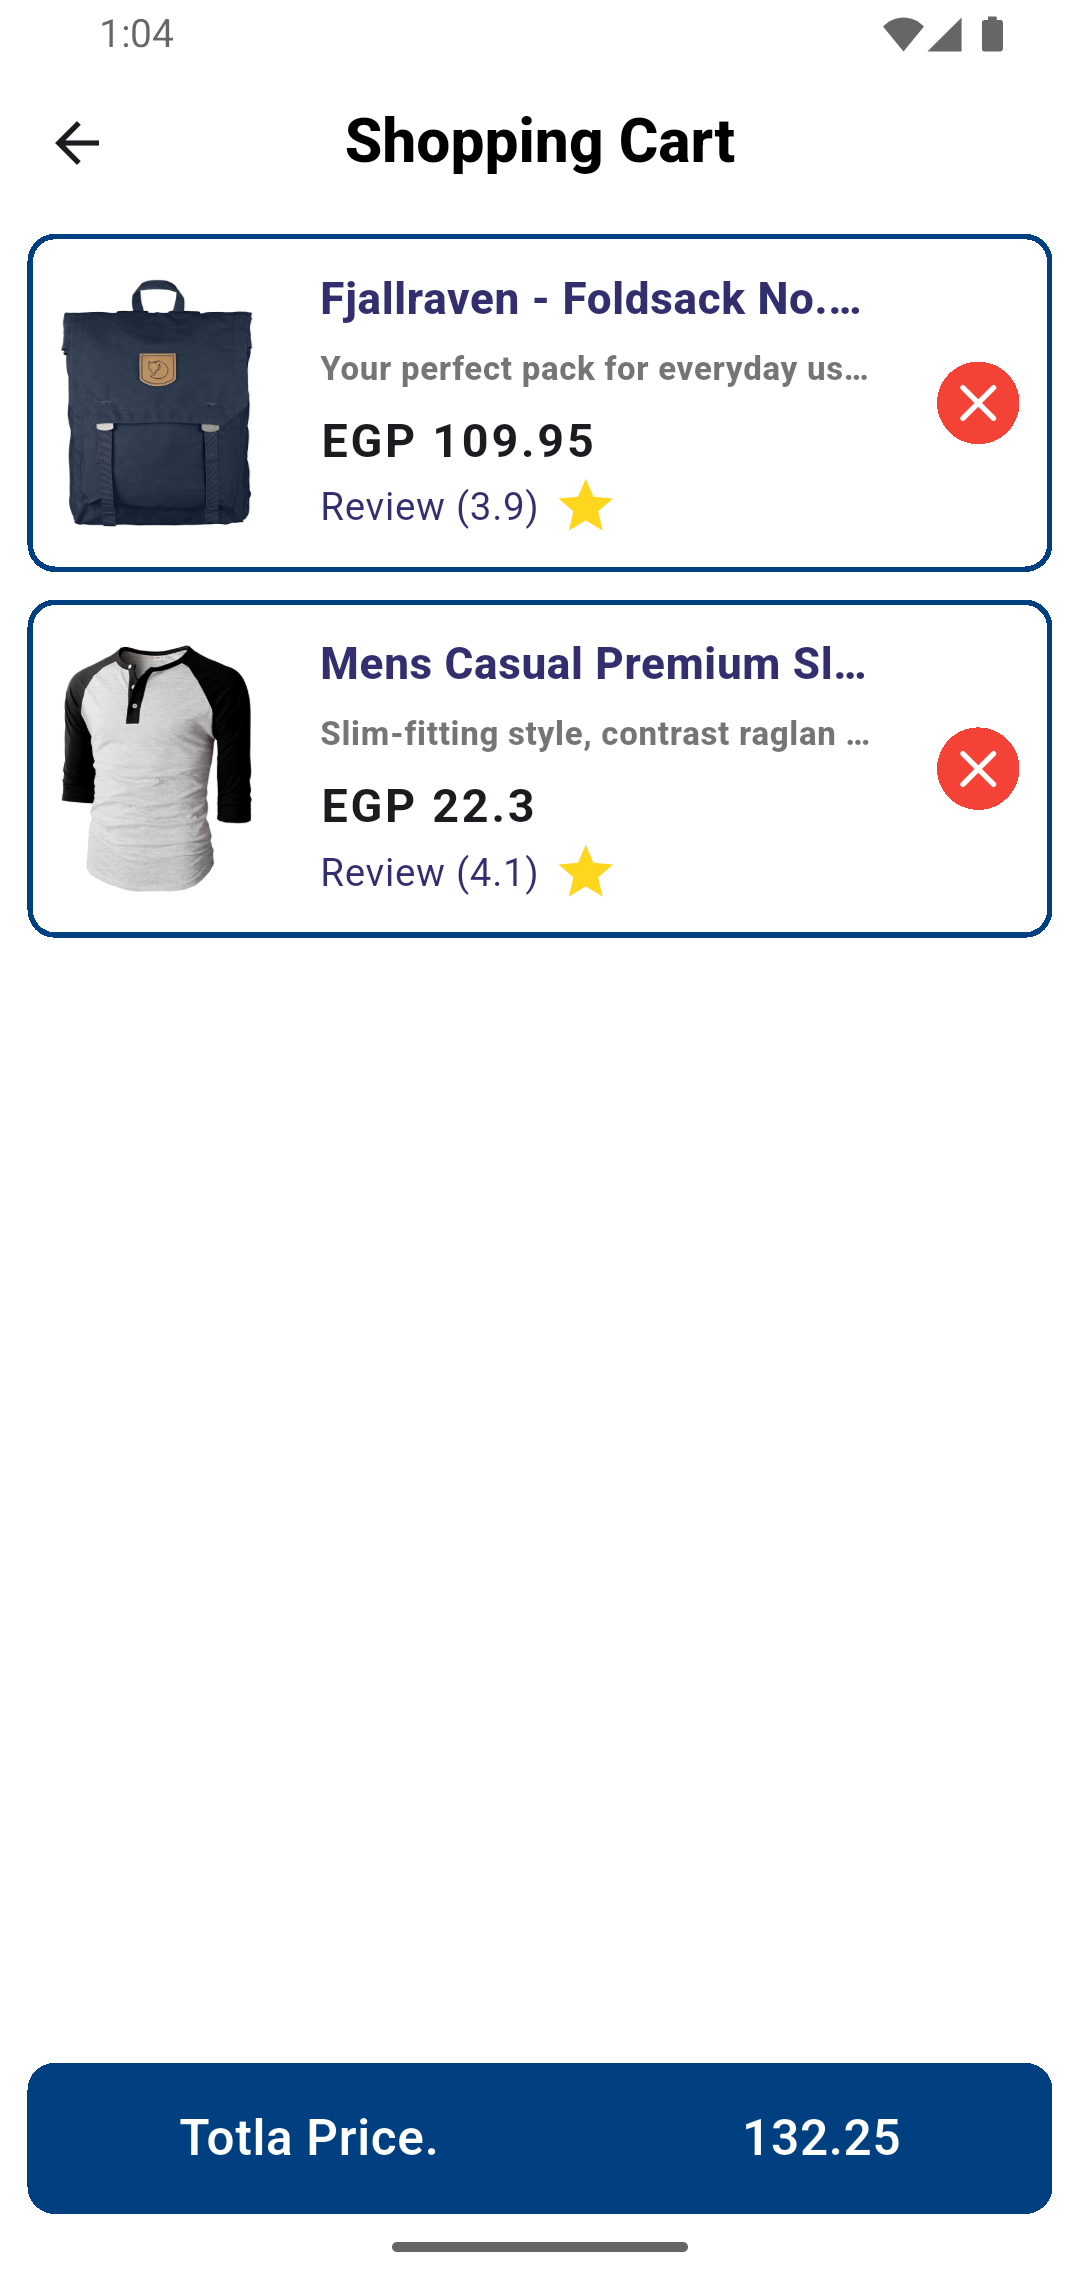 1:04
Shopping Cart
Fjallraven - Foldsack No....
Your perfect pack for everyday us...
EGP 109.95
Review (3.9)
Mens Casual Premium Sl...
Slim-fitting style, contrast raglan ...
EGP 22.3
Review (4.1)
Totla Price. 132.25